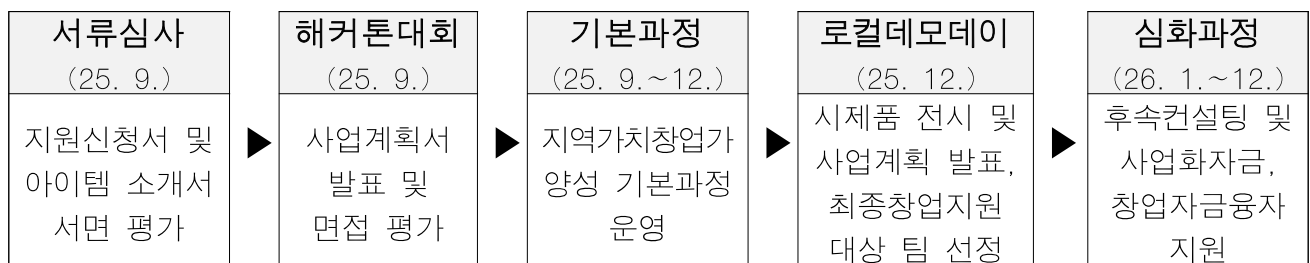 서류심사
(25. 9.)
지원신청서 및
아이템 소개서
서면 평가
해커톤대회
(25. 9.)
사업계획서
발표 및
면접 평가
기본과정
(25. 9.~12.)
지역가치창업가
양성 기본과정
운영
로컬데모데이
(25. 12.)
시제품 전시 및
사업계획 발표,
최종창업지원
대상 팀 선정
심화과정
(26. 1.~12.)
후속컨설팅 및
사업화자금,
창업자금융자
지원